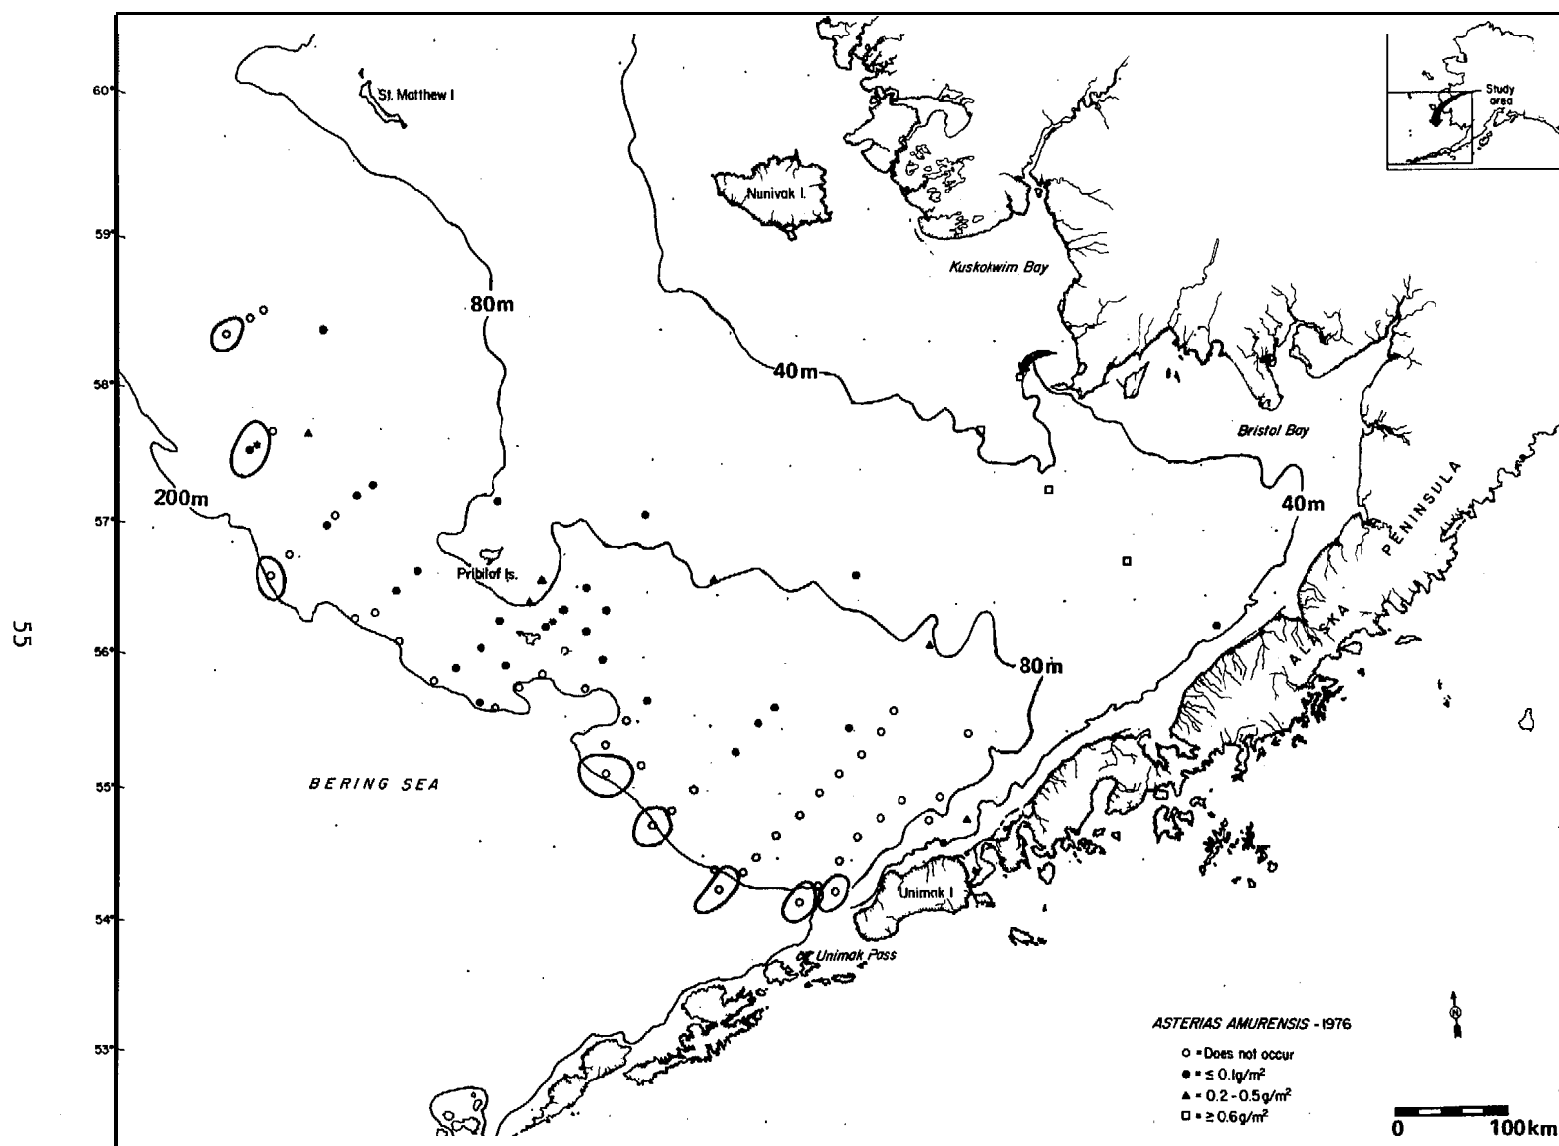 60°
St. Matthew I
Study
area
Nunivak I.
59°
Kuskokwim Bay
80m
58°
40m
Bristol Bay
200m
40m
57°
PENINSULA
Pribilof Is.
ALASKA
55
56°
80m
55°
BERING SEA
Unimak I
54°
Unimak Pass
53°
N
ASTERIAS AMURENSIS - 1976
○ = Does not occur
● = ≤ 0.1g/m²
▲ = 0.2 - 0.5g/m²
□ = ≥ 0.6g/m²
0 100km